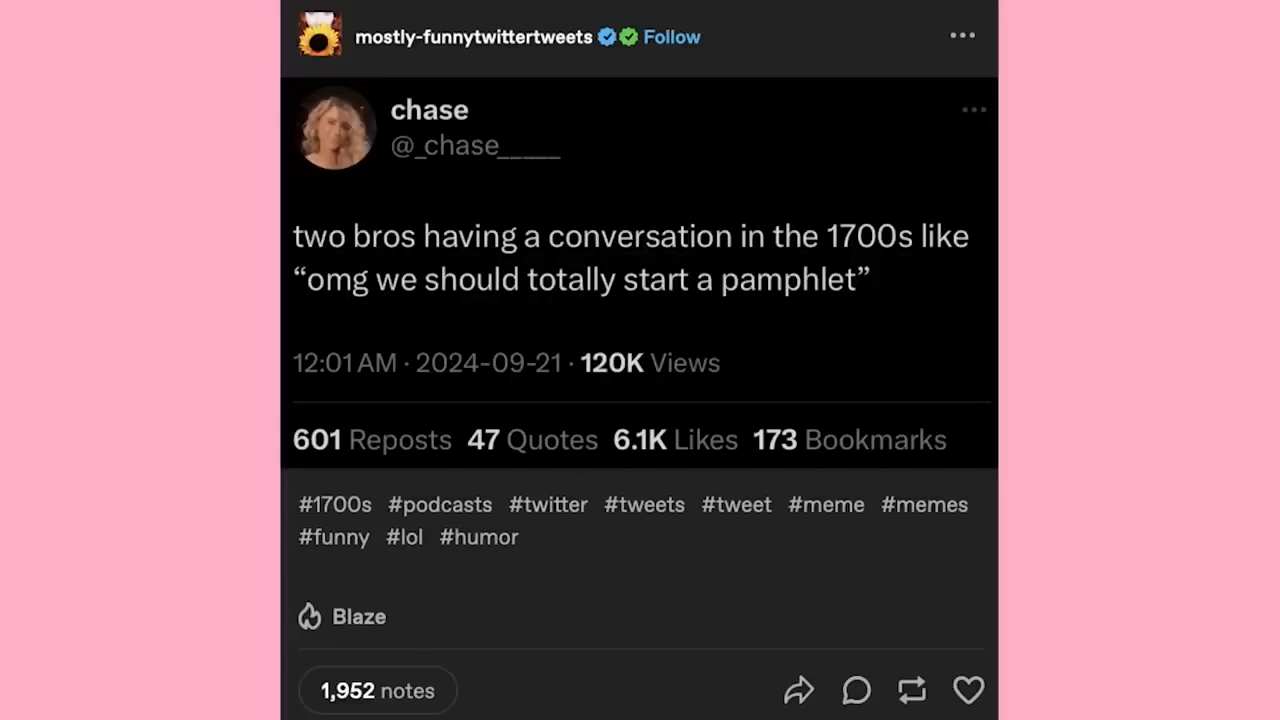 mostly-funnytwittertweets Follow
chase
@_chase_____
two bros having a conversation in the 1700s like
“omg we should totally start a pamphlet”
12:01 AM · 2024-09-21 · 120K Views
601 Reposts 47 Quotes 6.1K Likes 173 Bookmarks
#1700s #podcasts #twitter #tweets #tweet #meme #memes
#funny #lol #humor
Blaze
1,952 notes